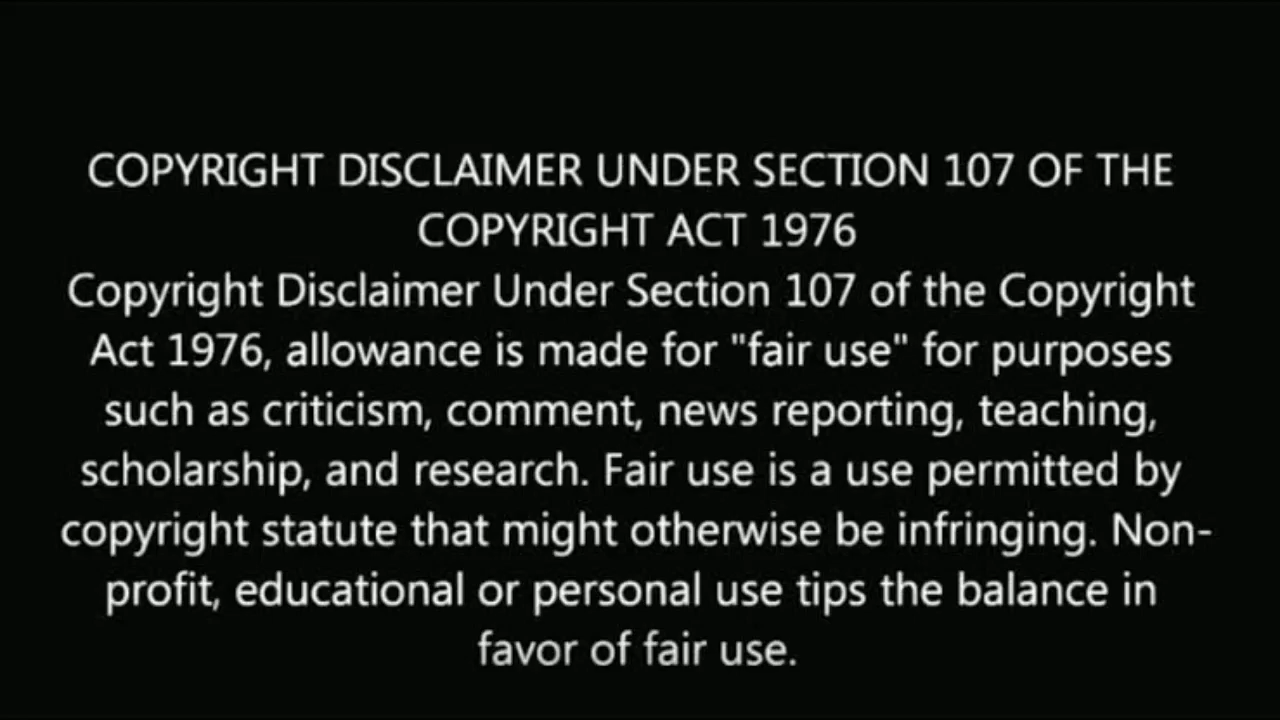 COPYRIGHT DISCLAIMER UNDER SECTION 107 OF THE
COPYRIGHT ACT 1976
Copyright Disclaimer Under Section 107 of the Copyright
Act 1976, allowance is made for "fair use" for purposes
such as criticism, comment, news reporting, teaching,
scholarship, and research. Fair use is a use permitted by
copyright statute that might otherwise be infringing. Non-
profit, educational or personal use tips the balance in
favor of fair use.